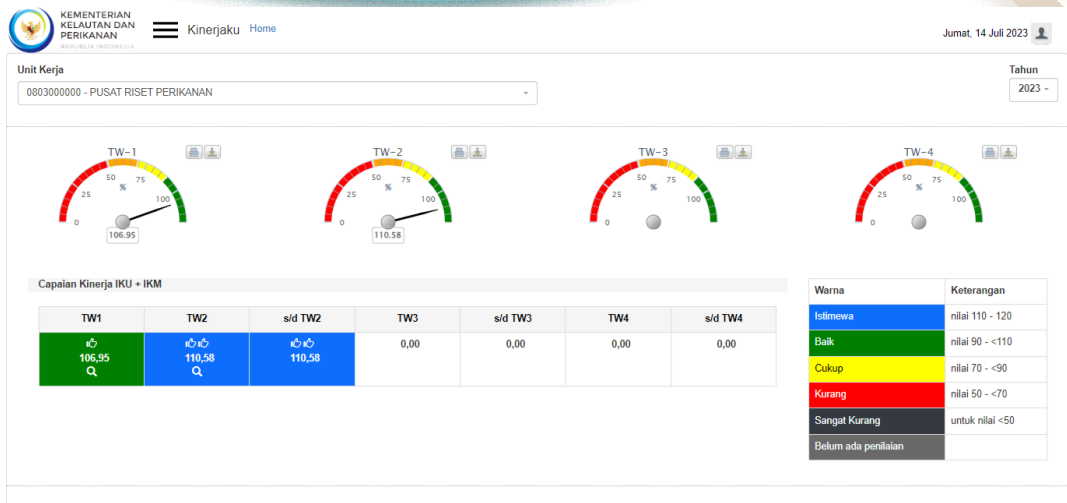 KEMENTERIAN
KELAUTAN DAN
PERIKANAN
REPUBLIK INDONESIA
Kinerjaku Home
Jumat, 14 Juli 2023
Unit Kerja
Tahun
0803000000 - PUSAT RISET PERIKANAN
2023
TW-1
0 25 50 75 100
%
106.95
TW-2
0 25 50 75 100
%
110.58
TW-3
0 25 50 75 100
%
TW-4
0 25 50 75 100
%
Capaian Kinerja IKU + IKM
TW1 TW2 s/d TW2 TW3 s/d TW3 TW4 s/d TW4
106,95 110,58 110,58 0,00 0,00 0,00 0,00
Warna Keterangan
Istimewa nilai 110 - 120
Baik nilai 90 - <110
Cukup nilai 70 - <90
Kurang nilai 50 - <70
Sangat Kurang untuk nilai <50
Belum ada penilaian